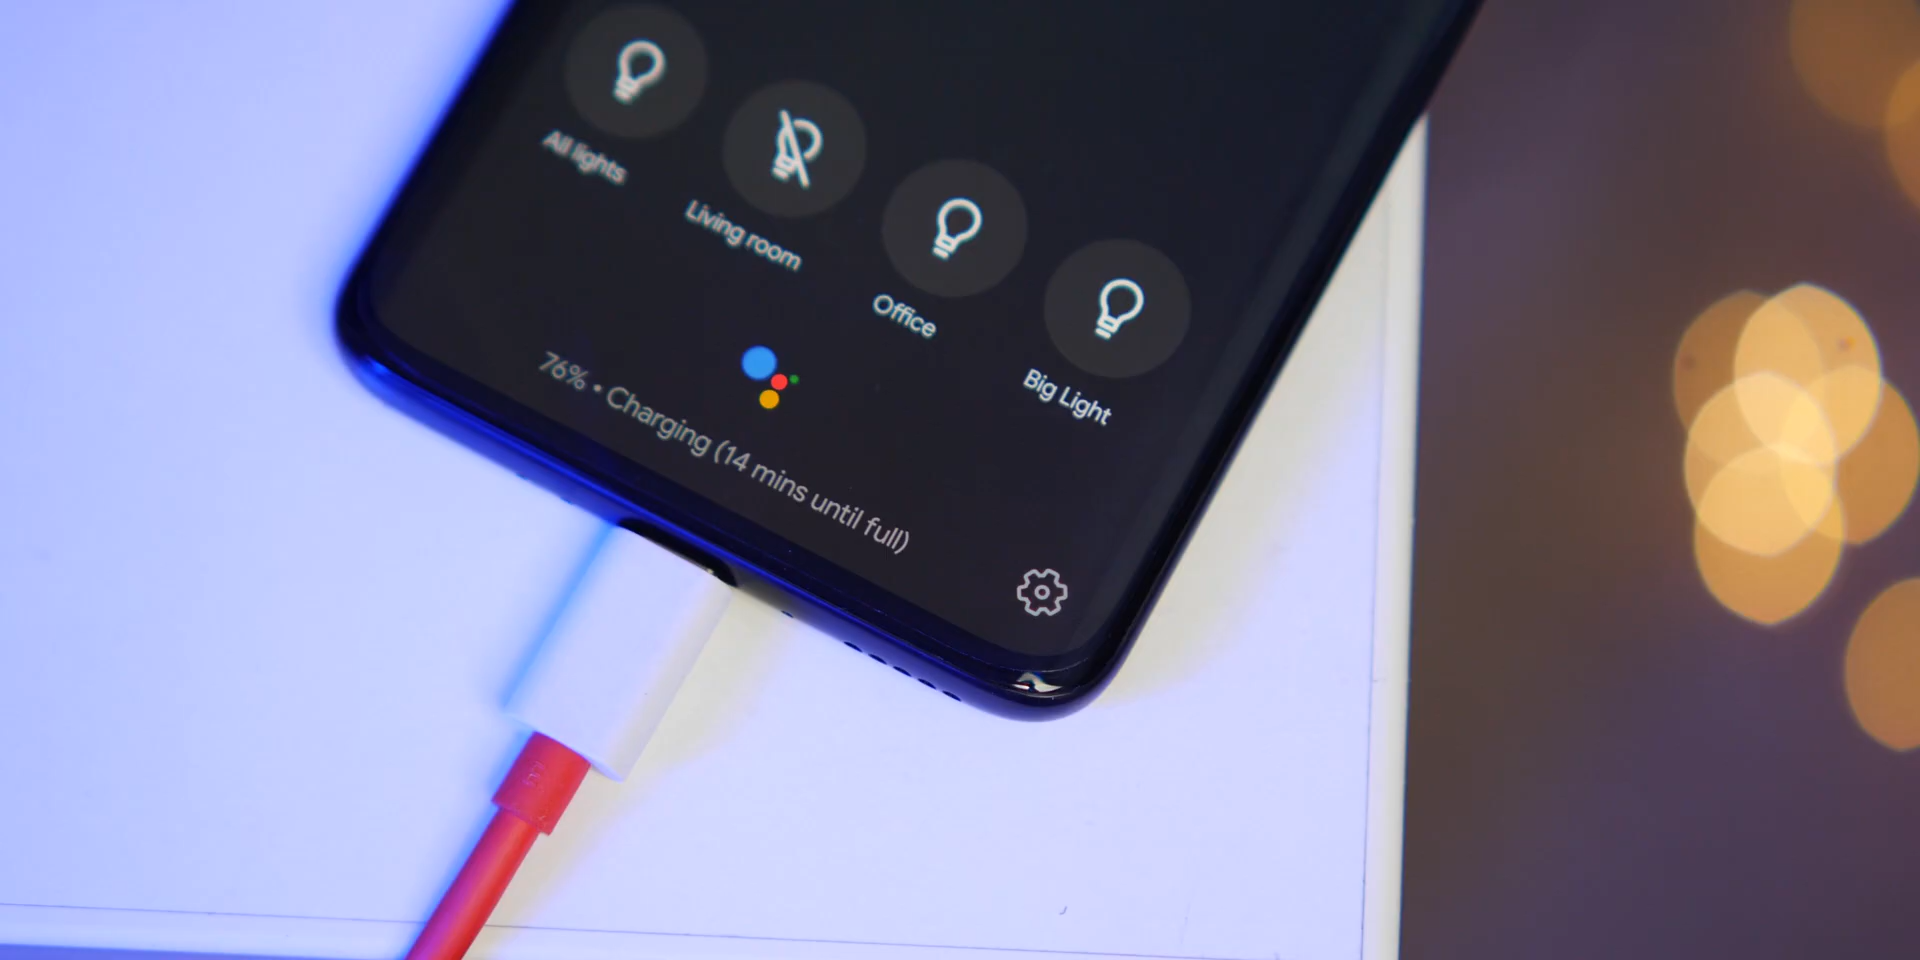 All lights
Living room
Office
Big Light
76% • Charging (14 mins until full)